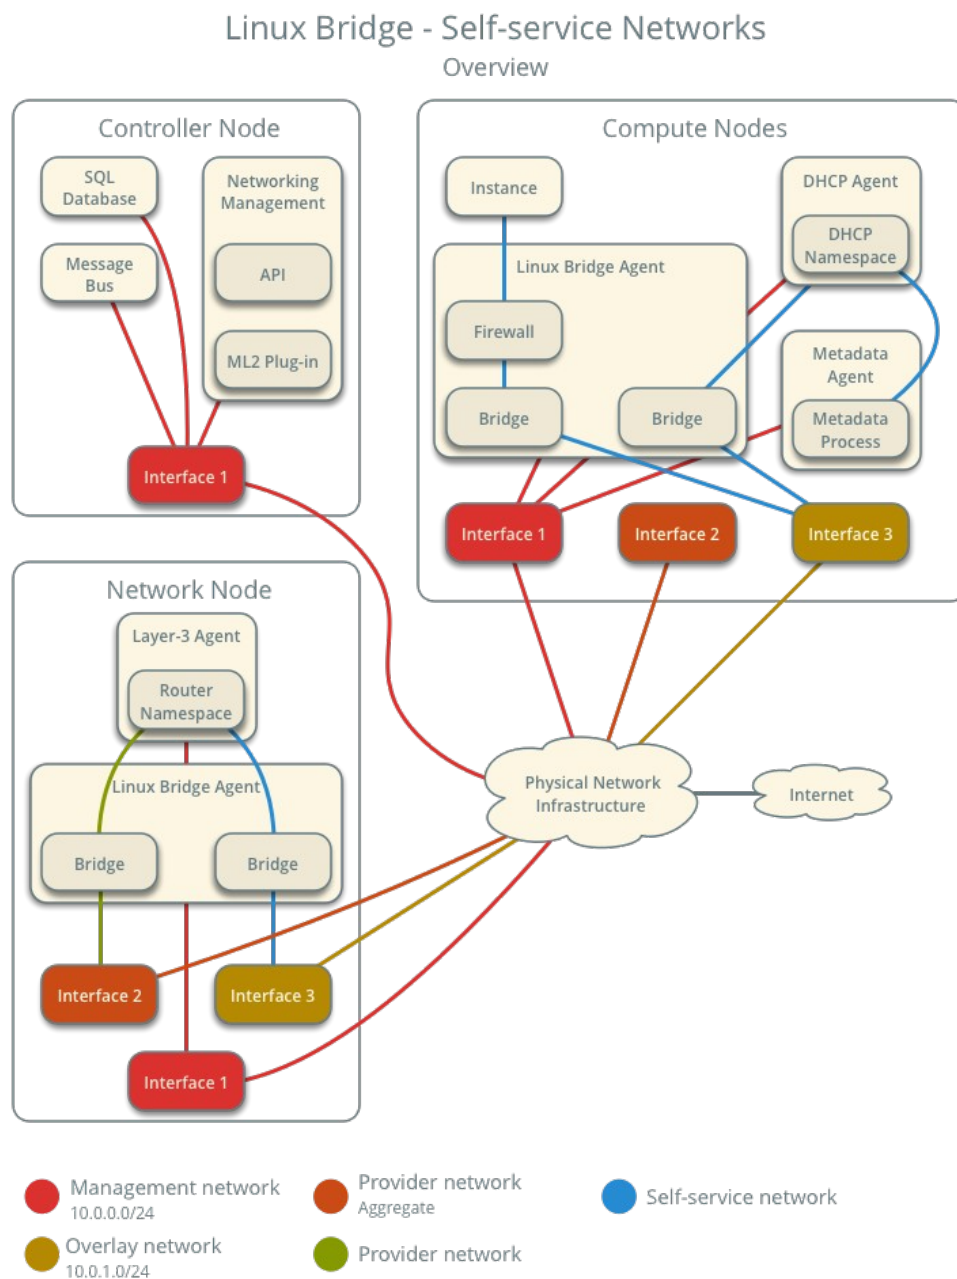 Linux Bridge - Self-service Networks
Overview
Controller Node
SQL
Database
Networking
Management
Message
Bus
API
ML2 Plug-in
Interface 1
Compute Nodes
Instance
DHCP Agent
DHCP
Namespace
Linux Bridge Agent
Firewall
Metadata
Agent
Bridge
Bridge
Metadata
Process
Interface 1
Interface 2
Interface 3
Network Node
Layer-3 Agent
Router
Namespace
Linux Bridge Agent
Bridge
Bridge
Interface 2
Interface 3
Interface 1
Physical Network
Infrastructure
Internet
Management network
10.0.0.0/24
Provider network
Aggregate
Self-service network
Overlay network
10.0.1.0/24
Provider network